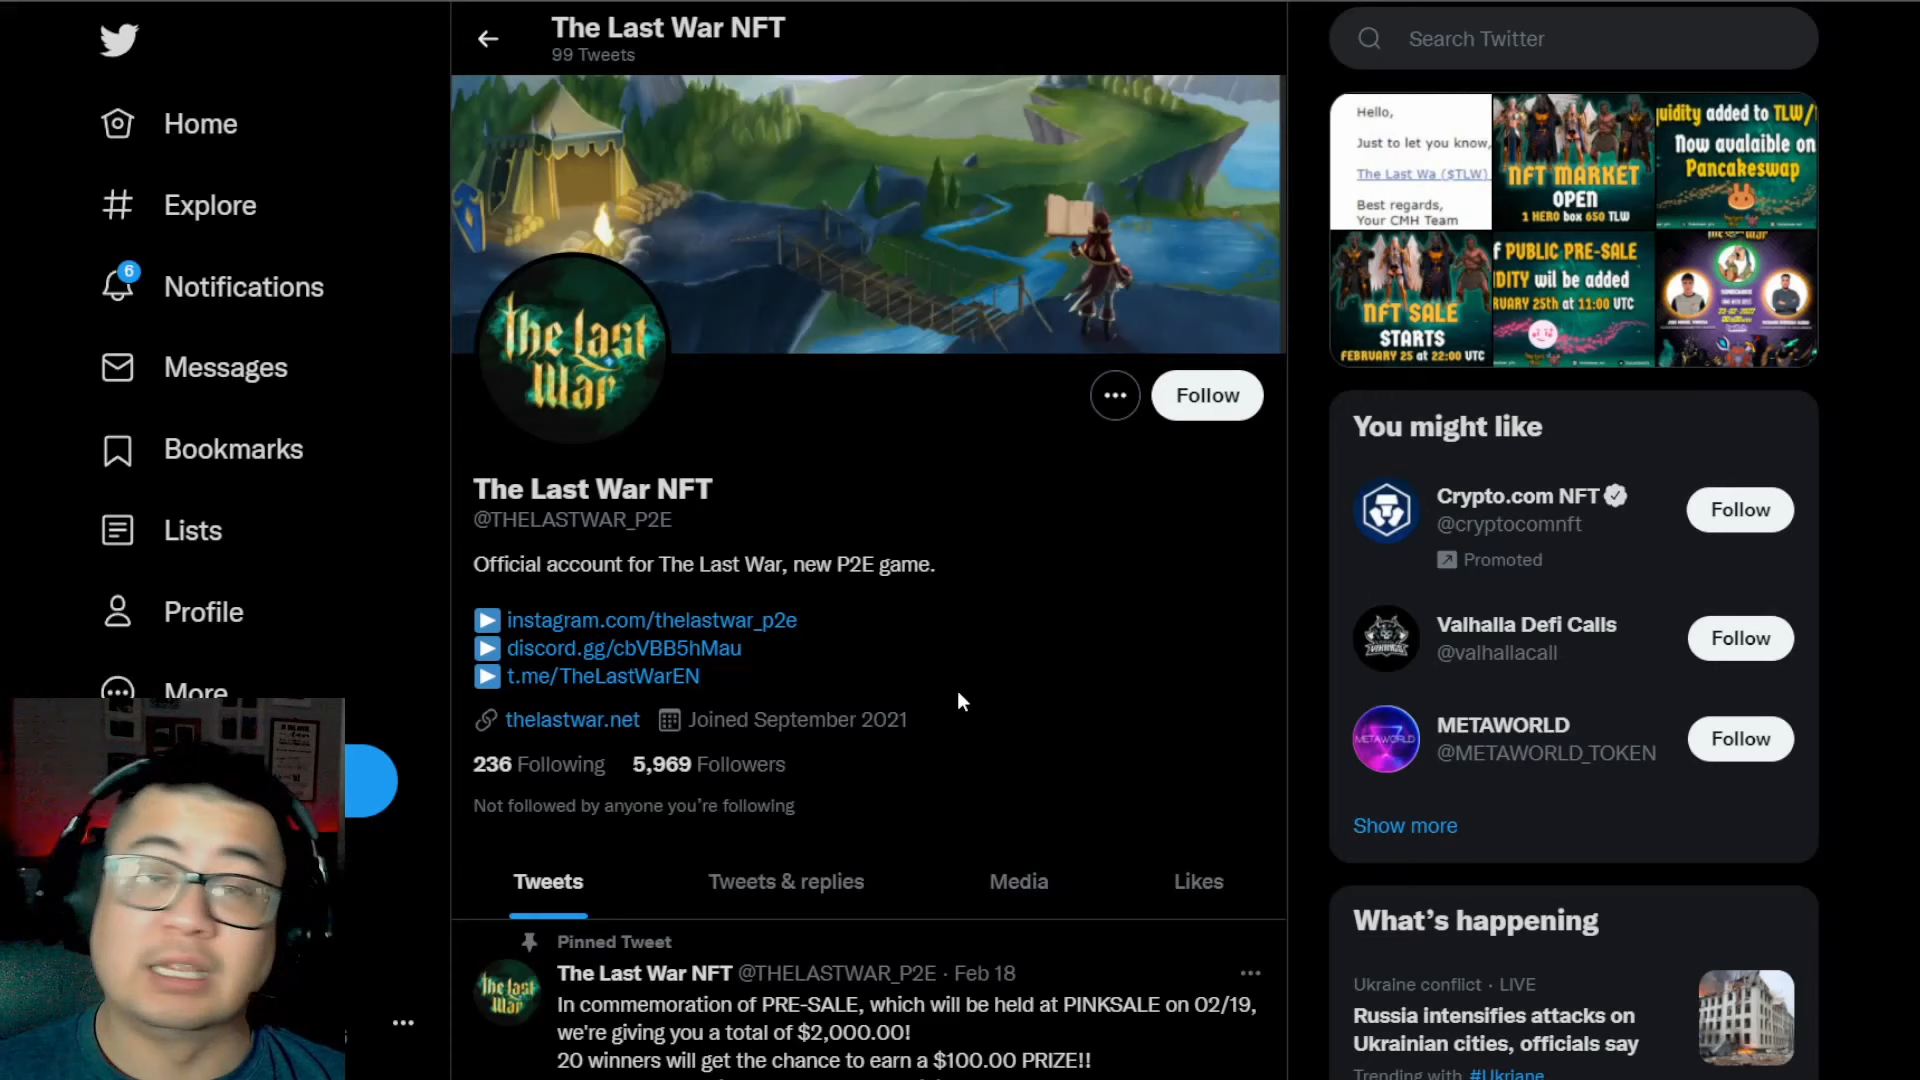 Home
Explore
6
Notifications
Messages
Bookmarks
Lists
Profile
More
The Last War NFT
99 Tweets
The Last War
Follow
The Last War NFT
@THELASTWAR_P2E
Official account for The Last War, new P2E game.
instagram.com/thelastwar_p2e
discord.gg/cbVBB5hMau
t.me/TheLastWarEN
thelastwar.net
Joined September 2021
236 Following
5,969 Followers
Not followed by anyone you're following
Tweets
Tweets & replies
Media
Likes
Pinned Tweet
The Last War NFT @THELASTWAR_P2E · Feb 18
The Last War
In commemoration of PRE-SALE, which will be held at PINKSALE on 02/19,
we're giving you a total of $2,000.00!
20 winners will get the chance to earn a $100.00 PRIZE!!
Search Twitter
Hello,
Just to let you know,
The Last Wa ($TLW)
Best regards,
Your CMH Team
NFT MARKET
OPEN
1 HERO box 650 TLW
uidity added to TLW/
Now avalaible on
Pancakeswap
NFT SALE
STARTS
FEBRUARY 25 at 22:00 UTC
F PUBLIC PRE-SALE
IDITY wil be added
RUARY 25th at 11:00 UTC
You might like
Crypto.com NFT
@cryptocomnft
Promoted
Follow
Valhalla Defi Calls
@valhallacall
Follow
METAWORLD
METAWORLD
@METAWORLD_TOKEN
Follow
Show more
What's happening
Ukraine conflict · LIVE
Russia intensifies attacks on
Ukrainian cities, officials say
Trending with #Ukriane